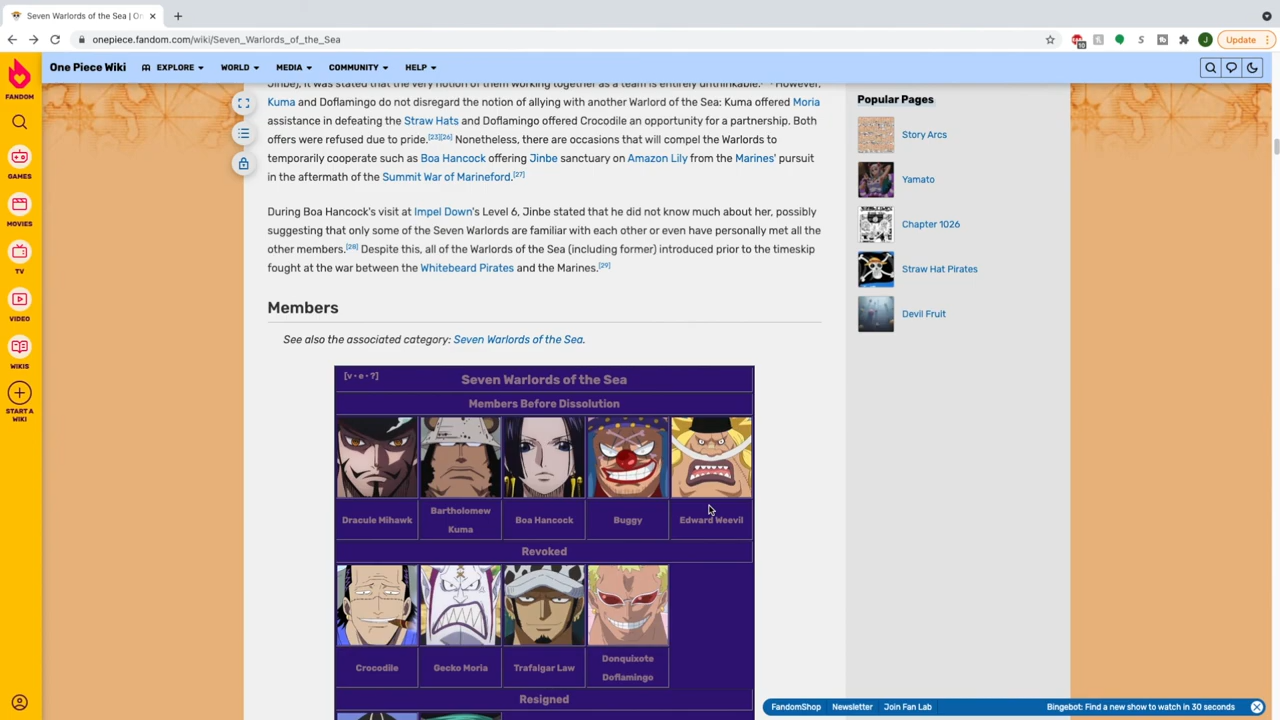 Seven Warlords of the Sea | On
onepiece.fandom.com/wiki/Seven_Warlords_of_the_Sea
10
S
J
Update
FANDOM
GAMES
MOVIES
TV
VIDEO
WIKIS
START A
WIKI
One Piece Wiki EXPLORE WORLD MEDIA COMMUNITY HELP
Jinbe), it was stated that the very notion of them working together as a team is entirely unthinkable. However,
Kuma and Doflamingo do not disregard the notion of allying with another Warlord of the Sea: Kuma offered Moria
assistance in defeating the Straw Hats and Doflamingo offered Crocodile an opportunity for a partnership. Both
offers were refused due to pride.[23][26] Nonetheless, there are occasions that will compel the Warlords to
temporarily cooperate such as Boa Hancock offering Jinbe sanctuary on Amazon Lily from the Marines' pursuit
in the aftermath of the Summit War of Marineford.[27]
During Boa Hancock's visit at Impel Down's Level 6, Jinbe stated that he did not know much about her, possibly
suggesting that only some of the Seven Warlords are familiar with each other or even have personally met all the
other members.[28] Despite this, all of the Warlords of the Sea (including former) introduced prior to the timeskip
fought at the war between the Whitebeard Pirates and the Marines.[29]
Members
See also the associated category: Seven Warlords of the Sea.
[v · e · ?] Seven Warlords of the Sea
Members Before Dissolution
Dracule Mihawk Bartholomew Kuma Boa Hancock Buggy Edward Weevil
Revoked
Crocodile Gecko Moria Trafalgar Law Donquixote Doflamingo
Resigned
Popular Pages
Story Arcs
Yamato
Chapter 1026
Straw Hat Pirates
Devil Fruit
FandomShop Newsletter Join Fan Lab Bingebot: Find a new show to watch in 30 seconds